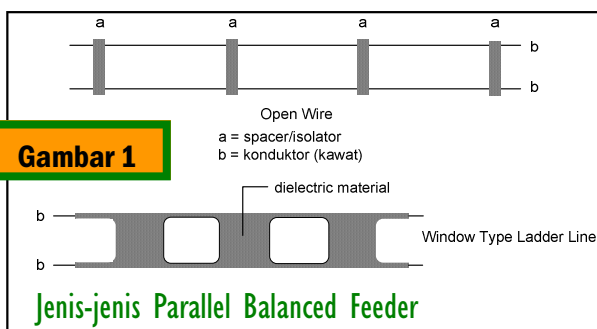 a a a a
b
b
Open Wire
a = spacer/isolator
b = konduktor (kawat)
Gambar 1
dielectric material
b
b
Window Type Ladder Line
Jenis-jenis Parallel Balanced Feeder